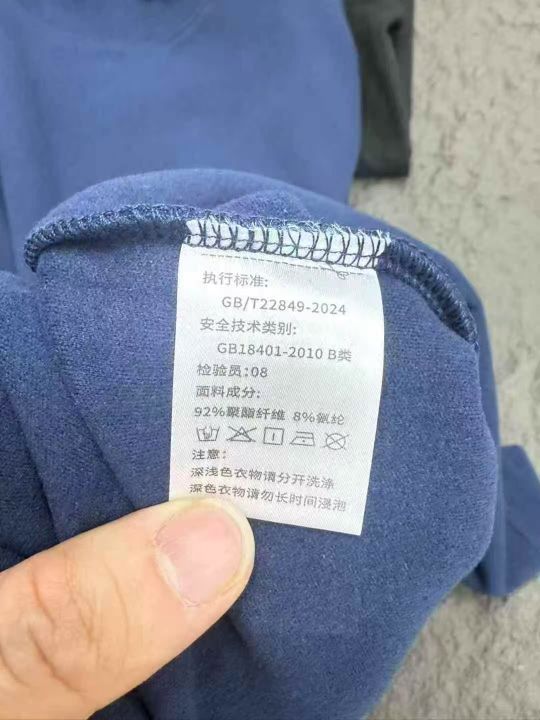 执行标准:
GB/T22849-2024
安全技术类别:
GB18401-2010 B类
检验员:08
面料成分:
92%聚酯纤维 8%氨纶
注意:
深浅色衣物请分开洗涤
深色衣物请勿长时间浸泡